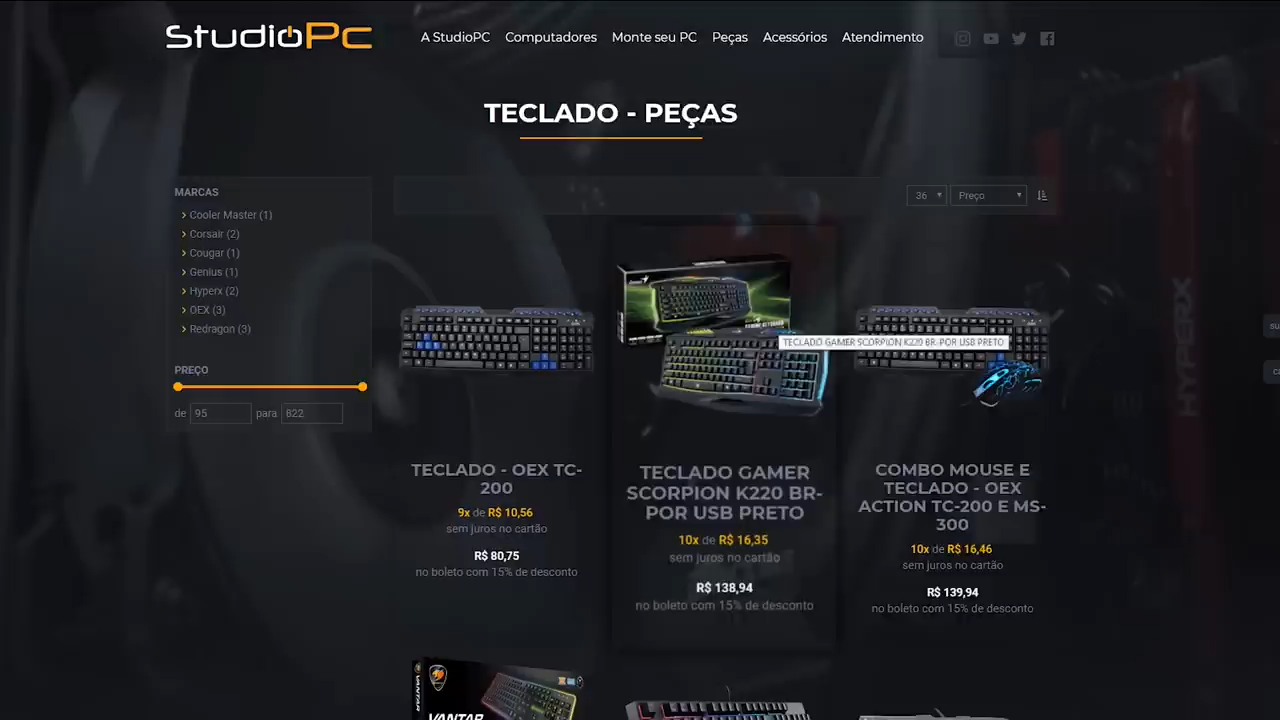 StudioPc
A StudioPC Computadores Monte seu PC Peças Acessórios Atendimento
TECLADO - PEÇAS
MARCAS
Cooler Master (1)
Corsair (2)
Cougar (1)
Genius (1)
Hyperx (2)
OEX (3)
Redragon (3)
PREÇO
de 95 para 822
36 Preço
TECLADO GAMER SCORPION K220 BR-POR USB PRETO
TECLADO - OEX TC-
200
9x de R$ 10,56
sem juros no cartão
R$ 80,75
no boleto com 15% de desconto
TECLADO GAMER
SCORPION K220 BR-
POR USB PRETO
10x de R$ 16,35
sem juros no cartão
R$ 138,94
no boleto com 15% de desconto
COMBO MOUSE E
TECLADO - OEX
ACTION TC-200 E MS-
300
10x de R$ 16,46
sem juros no cartão
R$ 139,94
no boleto com 15% de desconto
HYPERX
VANTAR